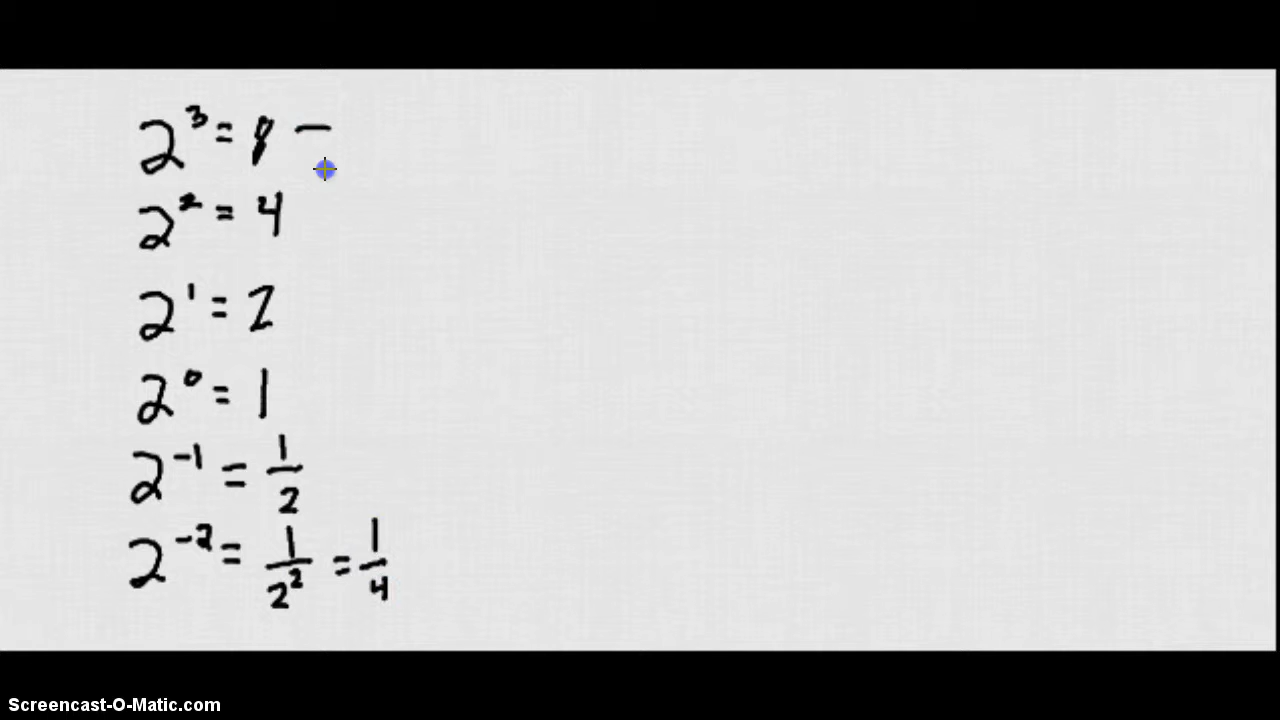 2³ = 8 –
2² = 4
2¹ = 2
2⁰ = 1
2⁻¹ = 1/2
2⁻² = 1/2² = 1/4
Screencast-O-Matic.com